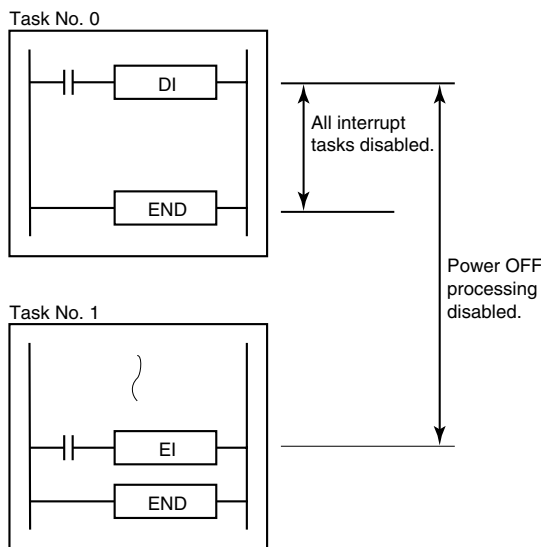 Task No. 0
DI
All interrupt
tasks disabled.
END
Power OFF
processing
disabled.
Task No. 1
EI
END